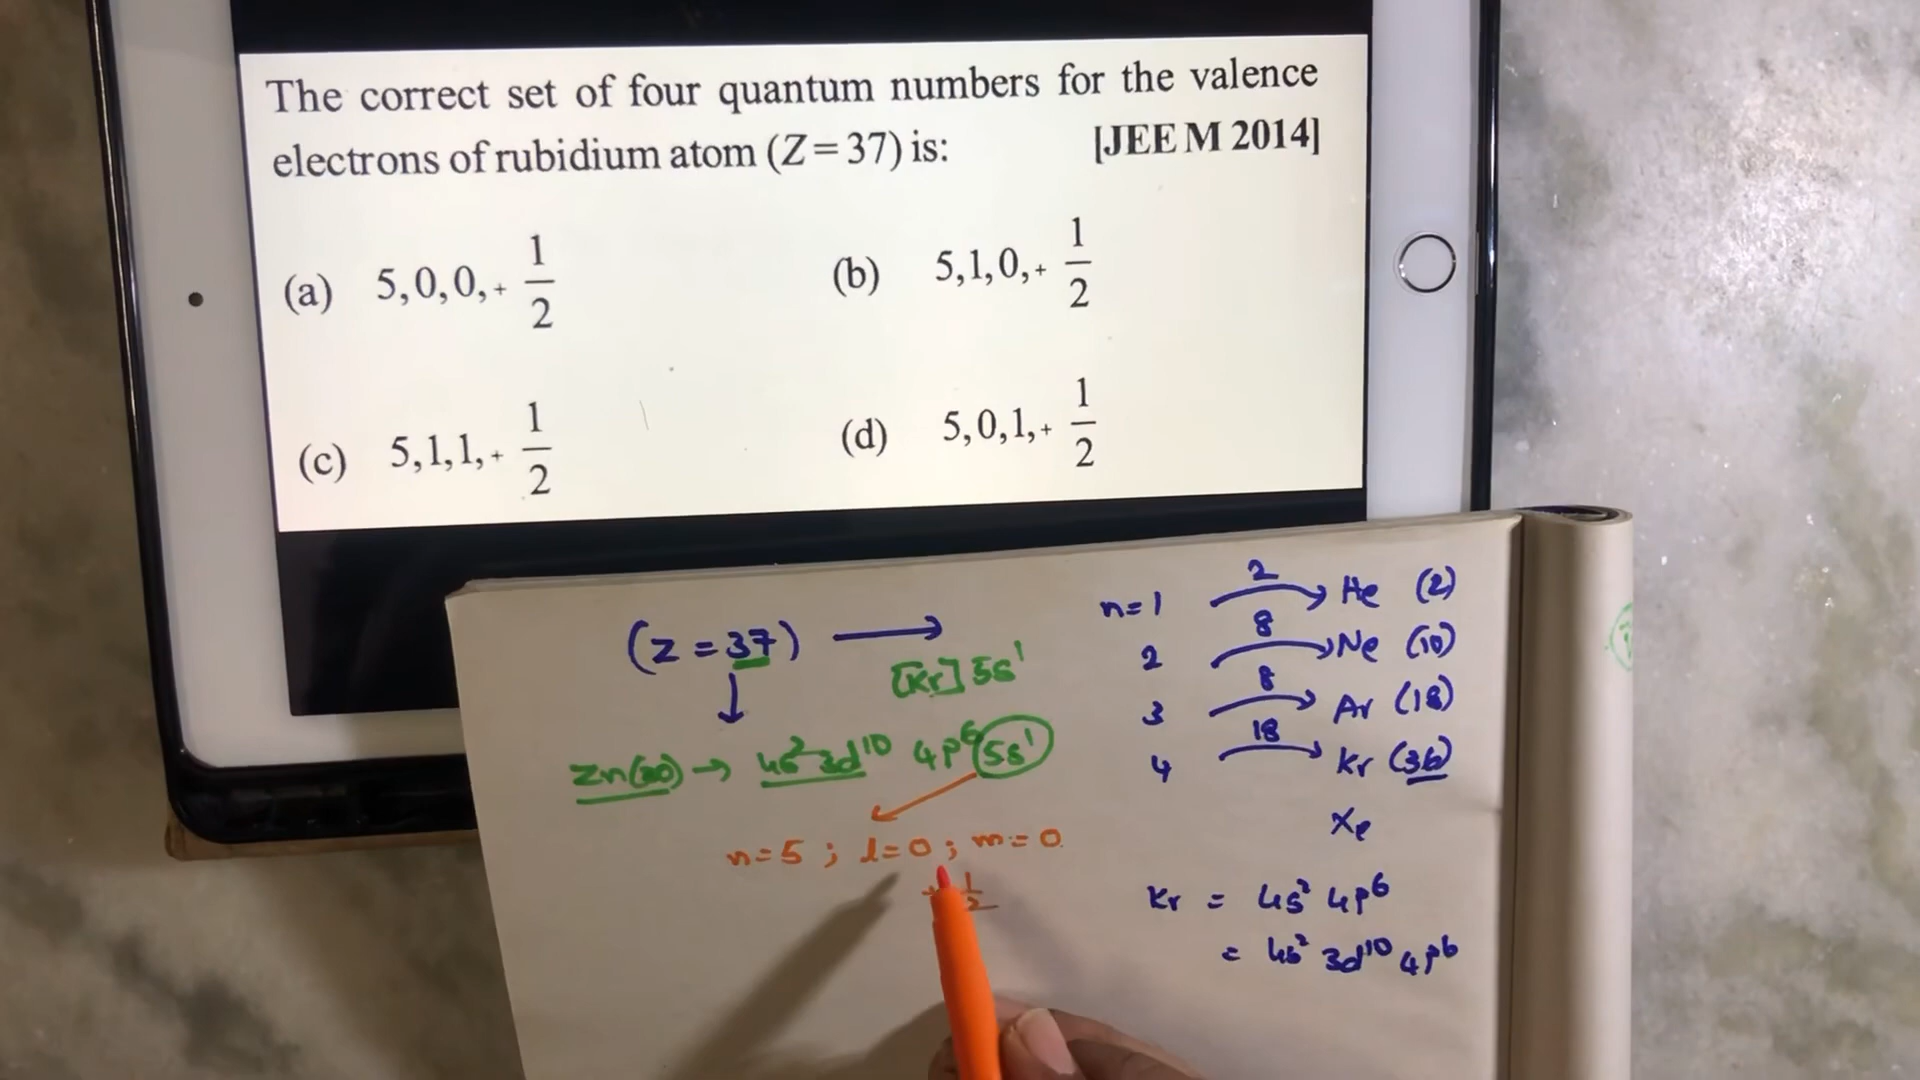 The correct set of four quantum numbers for the valence
electrons of rubidium atom (Z = 37) is: [JEE M 2014]
(a) 5,0,0,+ 1/2
(b) 5,1,0,+ 1/2
(c) 5,1,1,+ 1/2
(d) 5,0,1,+ 1/2
(Z = 37) →
[Kr] 5s¹
↓
Zn(30) → 4s² 3d¹⁰ 4p⁶ 5s¹
n=5 ; l=0 ; m=0
1/2
n=1 2→ He (2)
2 8→ Ne (10)
3 8→ Ar (18)
4 18→ Kr (36)
Xe
Kr = 4s² 4p⁶
= 4s² 3d¹⁰ 4p⁶